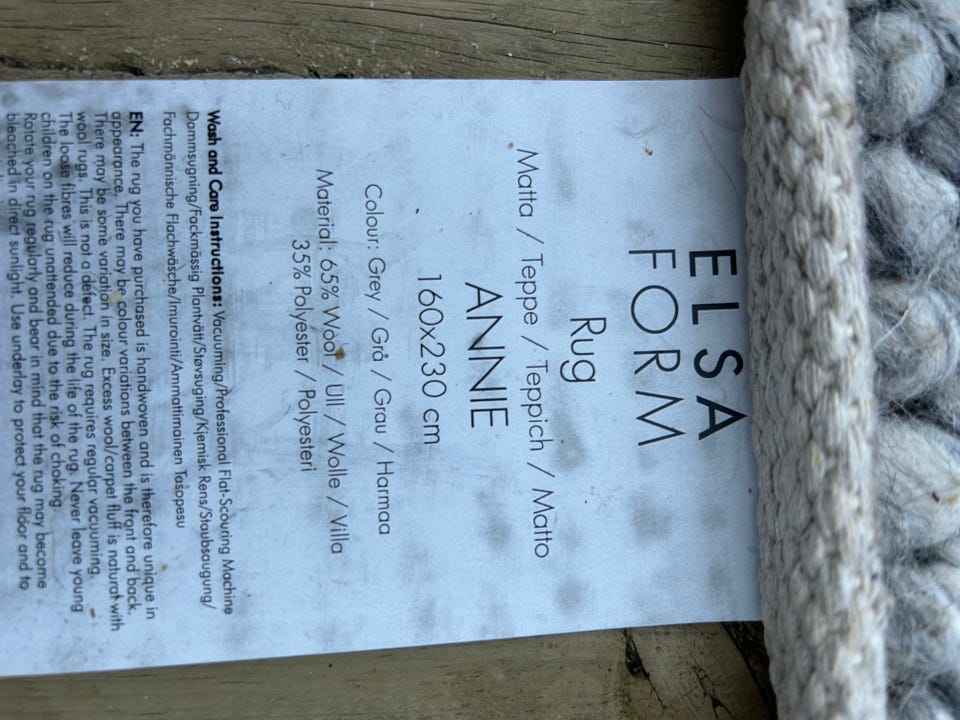 ELSA
FORM
Rug
Matta / Teppe / Teppich / Matto
ANNIE
160x230 cm
Colour: Grey / Grå / Grau / Harmaa
Material: 65% Wool / Ull / Wolle / Villa
35% Polyester / Polyesteri
Wash and Care Instructions: Vacuuming/Professional Flat-Scouring Machine
Dammsugning/Fackmässig Plantvätt/Støvsuging/Kjemisk Rens/Staubsaugung/
Fachmännische Flachwäsche/Imurointi/Ammattimainen Tasopesu
EN: The rug you have purchased is handwoven and is therefore unique in
appearance. There may be colour variations between the front and back.
There may be some variation in size. Excess wool/carpet fluff is natural with
wool rugs. This is not a defect. The rug requires regular vacuuming.
The loose fibres will reduce during the life of the rug. Never leave young
children on the rug unattended due to the risk of choking.
Rotate your rug regularly and bear in mind that the rug may become
bleached in direct sunlight. Use underlay to protect your floor and to